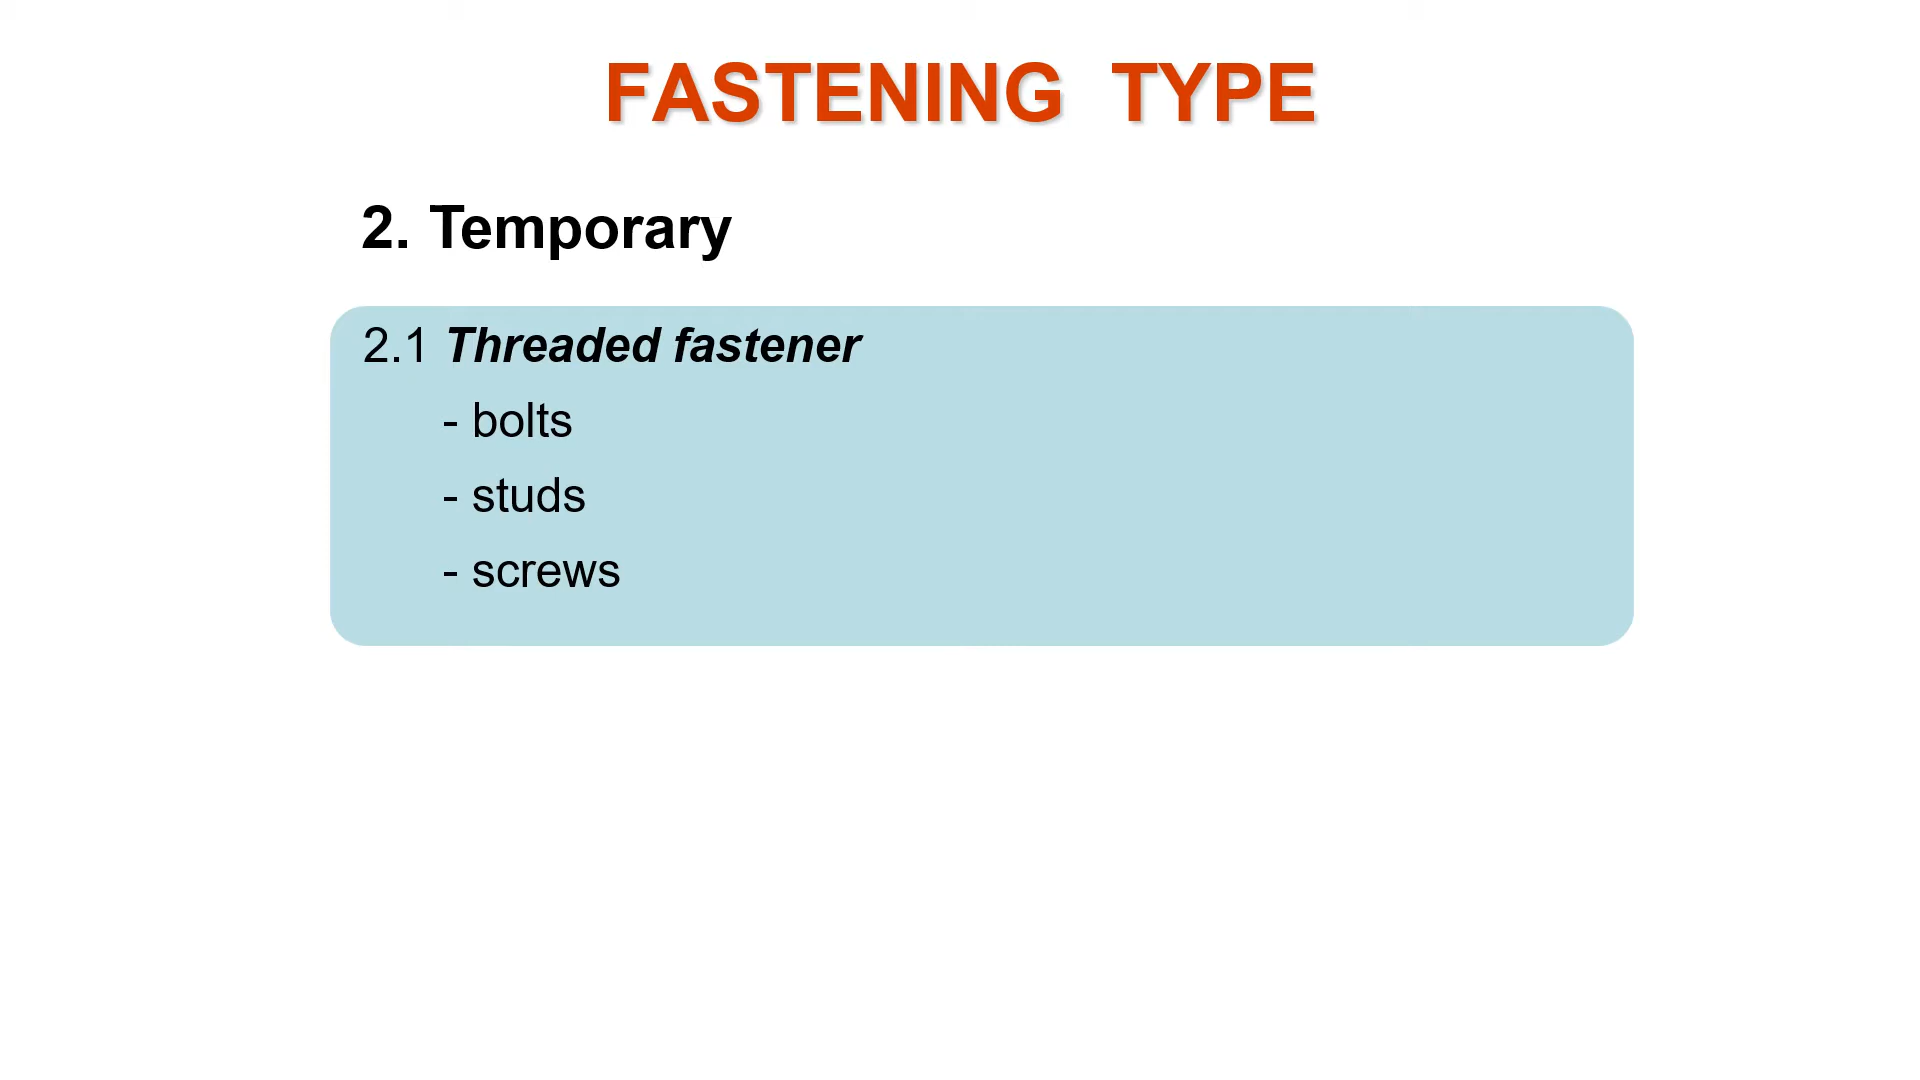 FASTENING TYPE
2. Temporary
2.1 Threaded fastener
- bolts
- studs
- screws